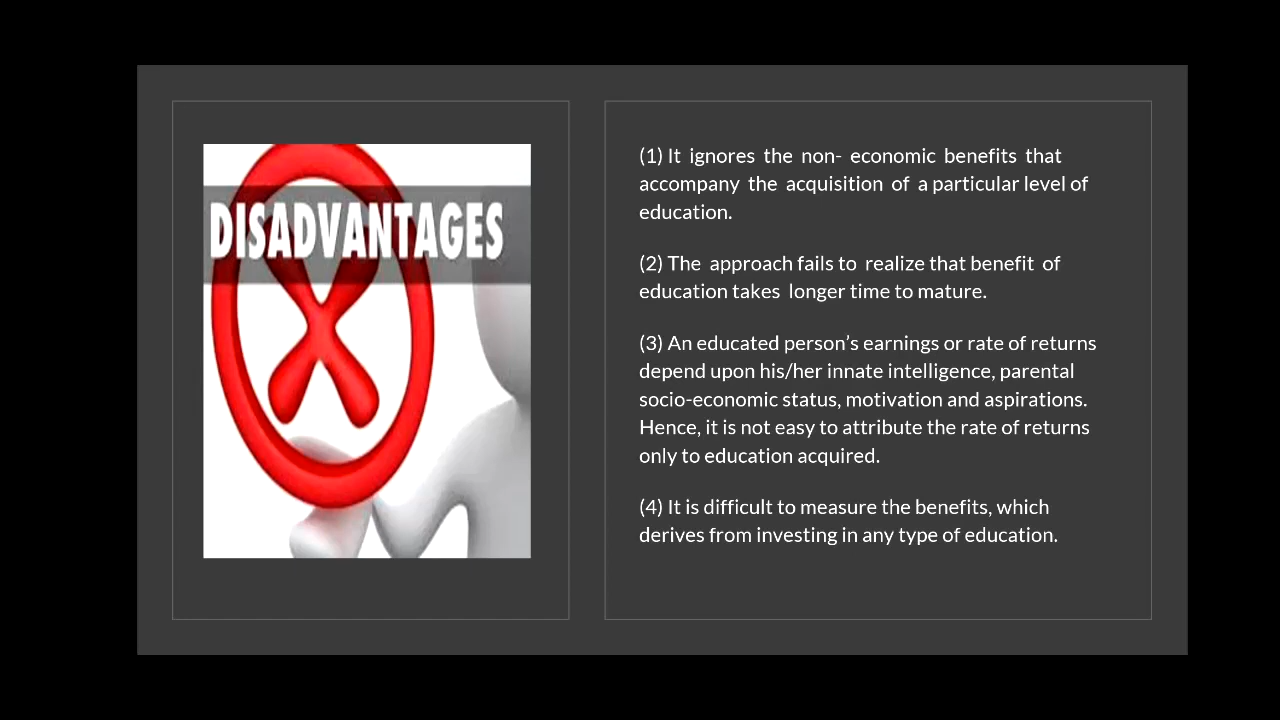 DISADVANTAGES
(1) It ignores the non- economic benefits that
accompany the acquisition of a particular level of
education.
(2) The approach fails to realize that benefit of
education takes longer time to mature.
(3) An educated person’s earnings or rate of returns
depend upon his/her innate intelligence, parental
socio-economic status, motivation and aspirations.
Hence, it is not easy to attribute the rate of returns
only to education acquired.
(4) It is difficult to measure the benefits, which
derives from investing in any type of education.